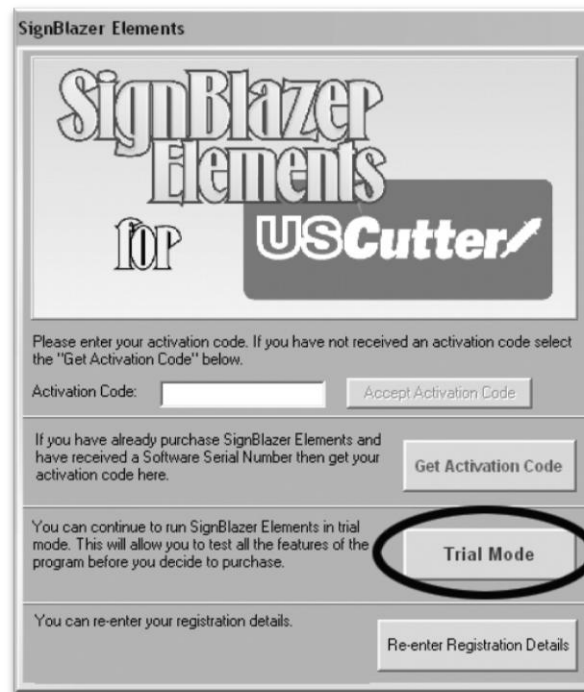 SignBlazer Elements
SignBlazer
Elements
for
USCutter
Please enter your activation code. If you have not received an activation code select
the "Get Activation Code" below.
Activation Code:
Accept Activation Code
If you have already purchase SignBlazer Elements and
have received a Software Serial Number then get your
activation code here.
Get Activation Code
You can continue to run SignBlazer Elements in trial
mode. This will allow you to test all the features of the
program before you decide to purchase.
Trial Mode
You can re-enter your registration details.
Re-enter Registration Details